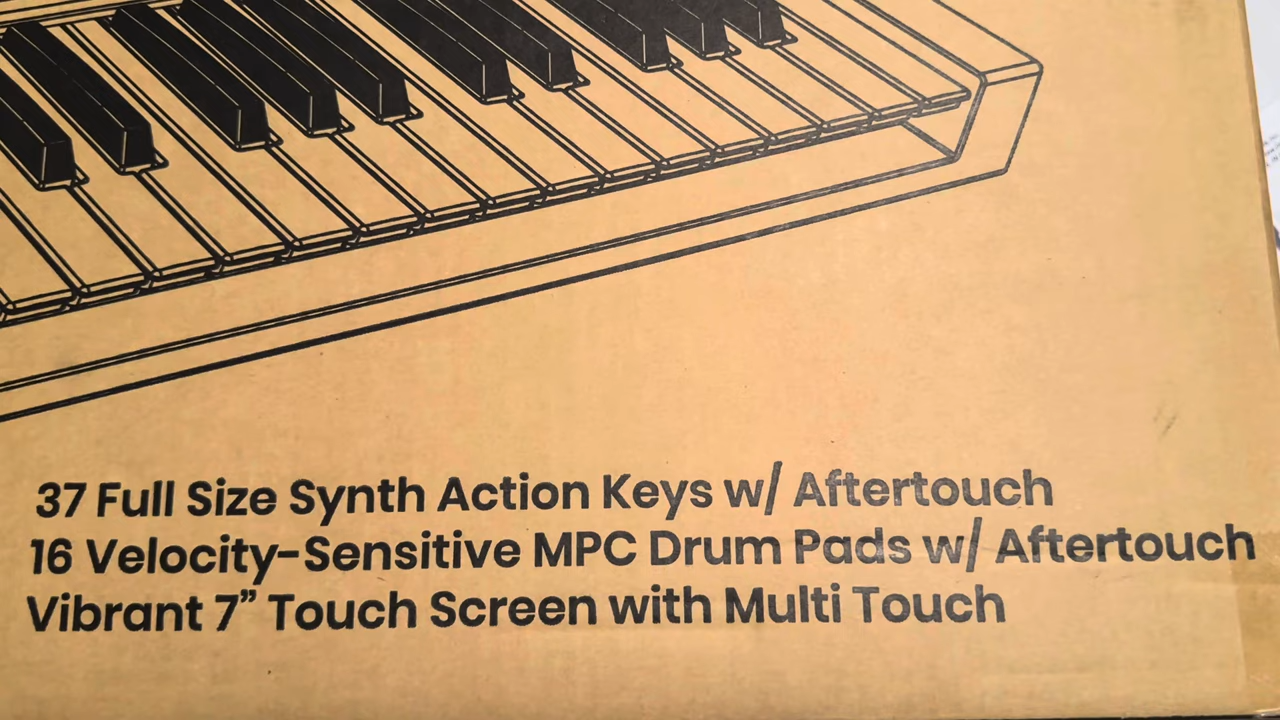 37 Full Size Synth Action Keys w/ Aftertouch
16 Velocity-Sensitive MPC Drum Pads w/ Aftertouch
Vibrant 7” Touch Screen with Multi Touch